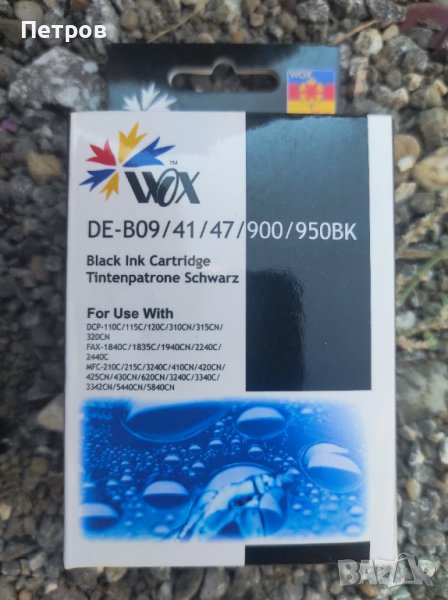 Петров
WOX
WOX™
DE-B09/41/47/900/950BK
Black Ink Cartridge
Tintenpatrone Schwarz
For Use With
DCP-110C/115C/120C/310CN/315CN/
320CN
FAX-1840C/1835C/1940CN/2240C/
2440C
MFC-210C/215C/3240C/410CN/420CN/
425CN/430CN/620CN/3240C/3340C/
3342CN/5440CN/5840CN
BAZAR